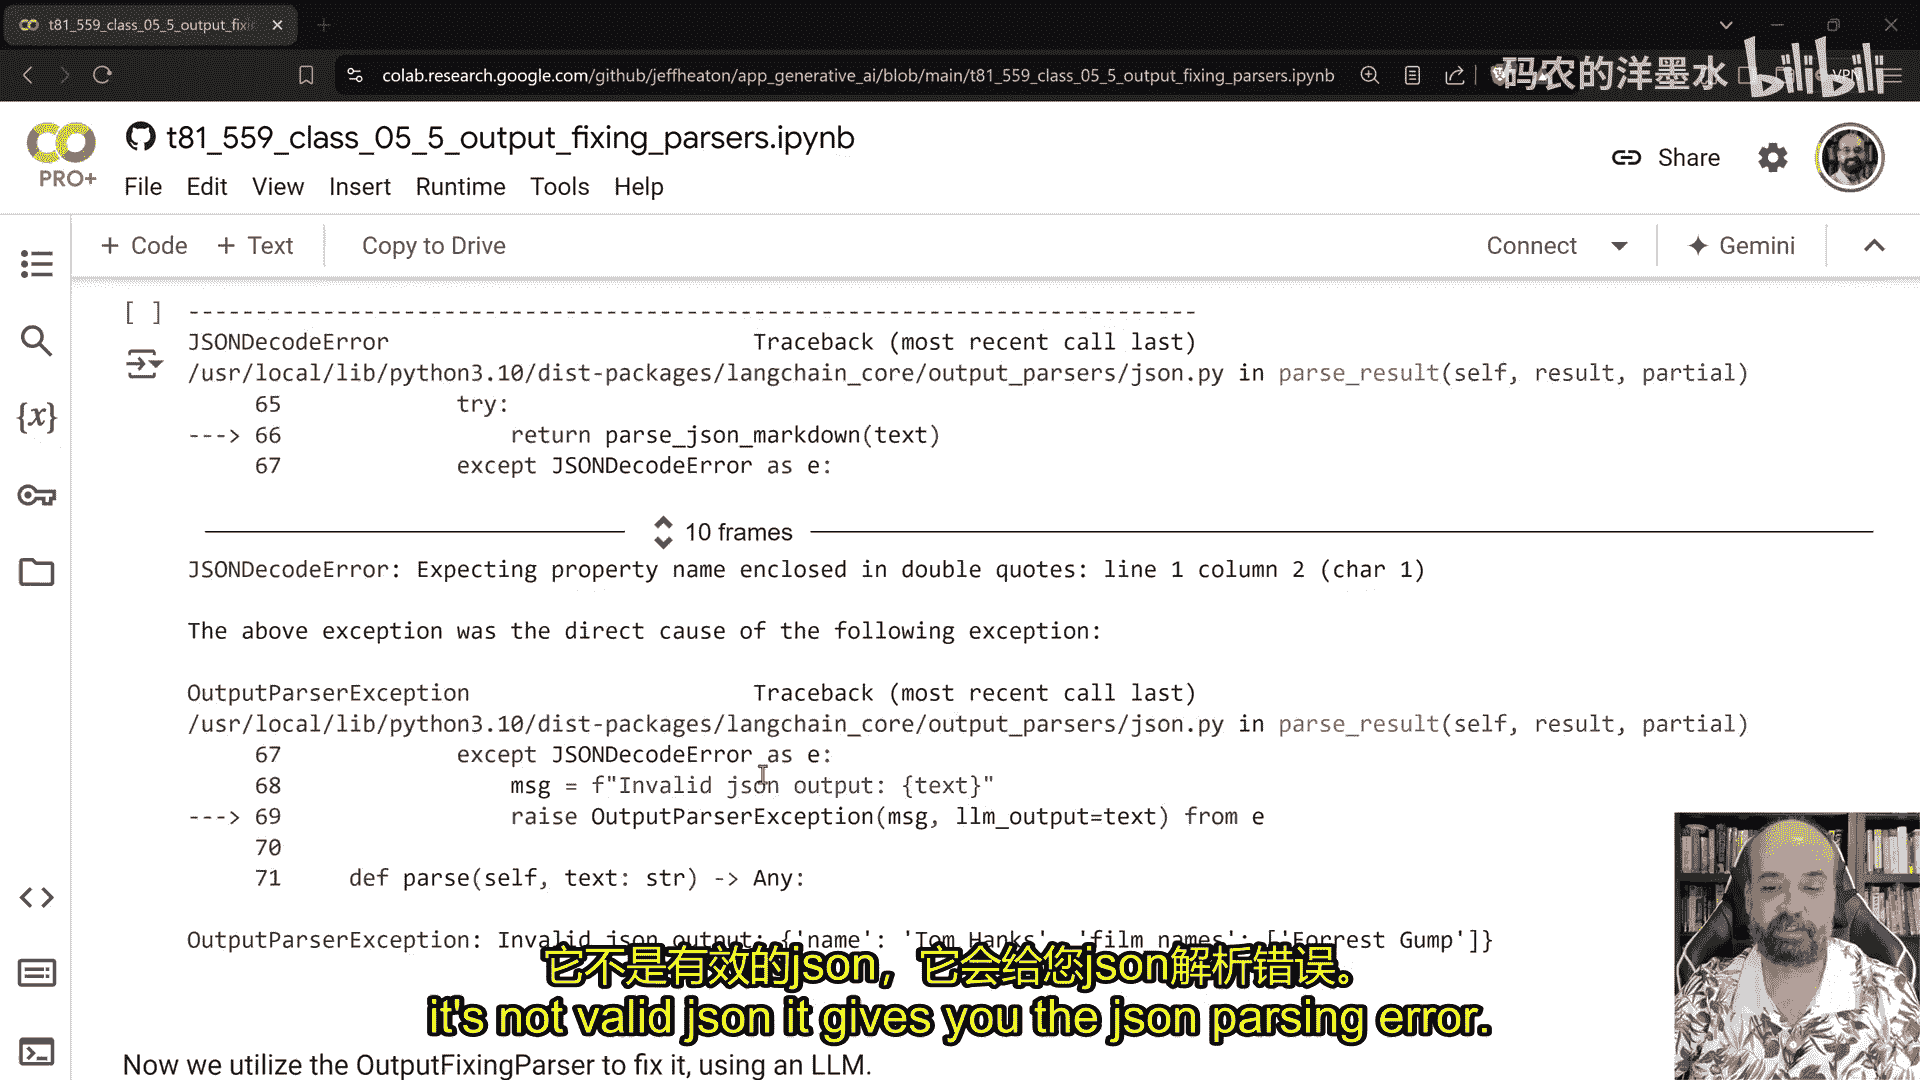 t81_559_class_05_5_output_fixi
colab.research.google.com/github/jeffheaton/app_generative_ai/blob/main/t81_559_class_05_5_output_fixing_parsers.ipynb
VPN
码农的洋墨水 bilibili
t81_559_class_05_5_output_fixing_parsers.ipynb
PRO+
File Edit View Insert Runtime Tools Help
Share
+ Code + Text Copy to Drive
Connect Gemini
[ ] ---------------------------------------------------------------------------
JSONDecodeError Traceback (most recent call last)
/usr/local/lib/python3.10/dist-packages/langchain_core/output_parsers/json.py in parse_result(self, result, partial)
65 try:
---> 66 return parse_json_markdown(text)
67 except JSONDecodeError as e:
10 frames
JSONDecodeError: Expecting property name enclosed in double quotes: line 1 column 2 (char 1)
The above exception was the direct cause of the following exception:
OutputParserException Traceback (most recent call last)
/usr/local/lib/python3.10/dist-packages/langchain_core/output_parsers/json.py in parse_result(self, result, partial)
67 except JSONDecodeError as e:
68 msg = f"Invalid json output: {text}"
---> 69 raise OutputParserException(msg, llm_output=text) from e
70
71 def parse(self, text: str) -> Any:
OutputParserException: Invalid json output: {'name': 'Tom Hanks', 'film_names': ['Forrest Gump']}
它不是有效的json，它会给您json解析错误。
it's not valid json it gives you the json parsing error.
Now we utilize the OutputFixingParser to fix it, using an LLM.